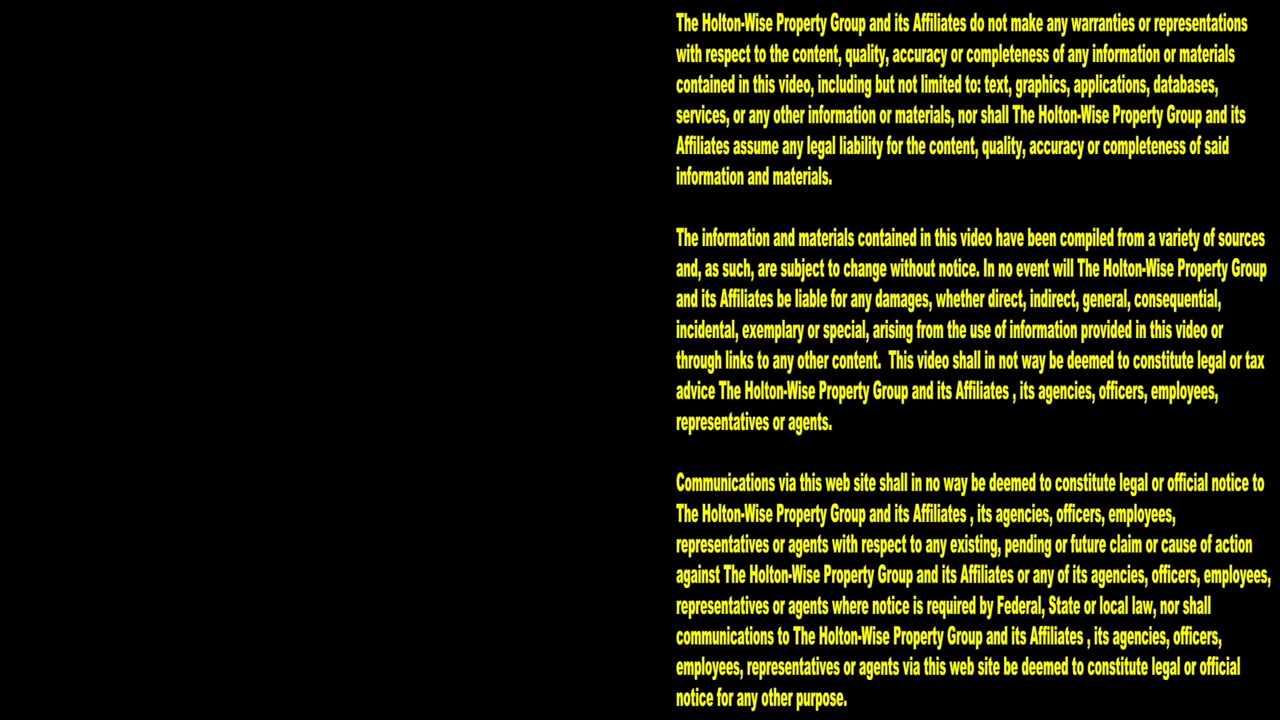 The Holton-Wise Property Group and its Affiliates do not make any warranties or representations
with respect to the content, quality, accuracy or completeness of any information or materials
contained in this video, including but not limited to: text, graphics, applications, databases,
services, or any other information or materials, nor shall The Holton-Wise Property Group and its
Affiliates assume any legal liability for the content, quality, accuracy or completeness of said
information and materials.
The information and materials contained in this video have been compiled from a variety of sources
and, as such, are subject to change without notice. In no event will The Holton-Wise Property Group
and its Affiliates be liable for any damages, whether direct, indirect, general, consequential,
incidental, exemplary or special, arising from the use of information provided in this video or
through links to any other content.  This video shall in not way be deemed to constitute legal or tax
advice The Holton-Wise Property Group and its Affiliates , its agencies, officers, employees,
representatives or agents.
Communications via this web site shall in no way be deemed to constitute legal or official notice to
The Holton-Wise Property Group and its Affiliates , its agencies, officers, employees,
representatives or agents with respect to any existing, pending or future claim or cause of action
against The Holton-Wise Property Group and its Affiliates or any of its agencies, officers, employees,
representatives or agents where notice is required by Federal, State or local law, nor shall
communications to The Holton-Wise Property Group and its Affiliates , its agencies, officers,
employees, representatives or agents via this web site be deemed to constitute legal or official
notice for any other purpose.